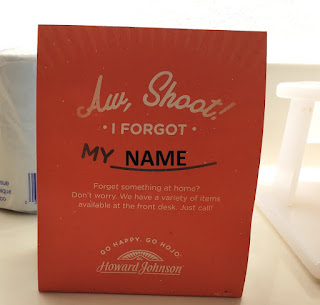 Aw, Shoot!
• I FORGOT •
MY NAME
Forget something at home?
Don't worry. We have a variety of items
available at the front desk. Just call!
GO HAPPY. GO HOJO.
Howard Johnson